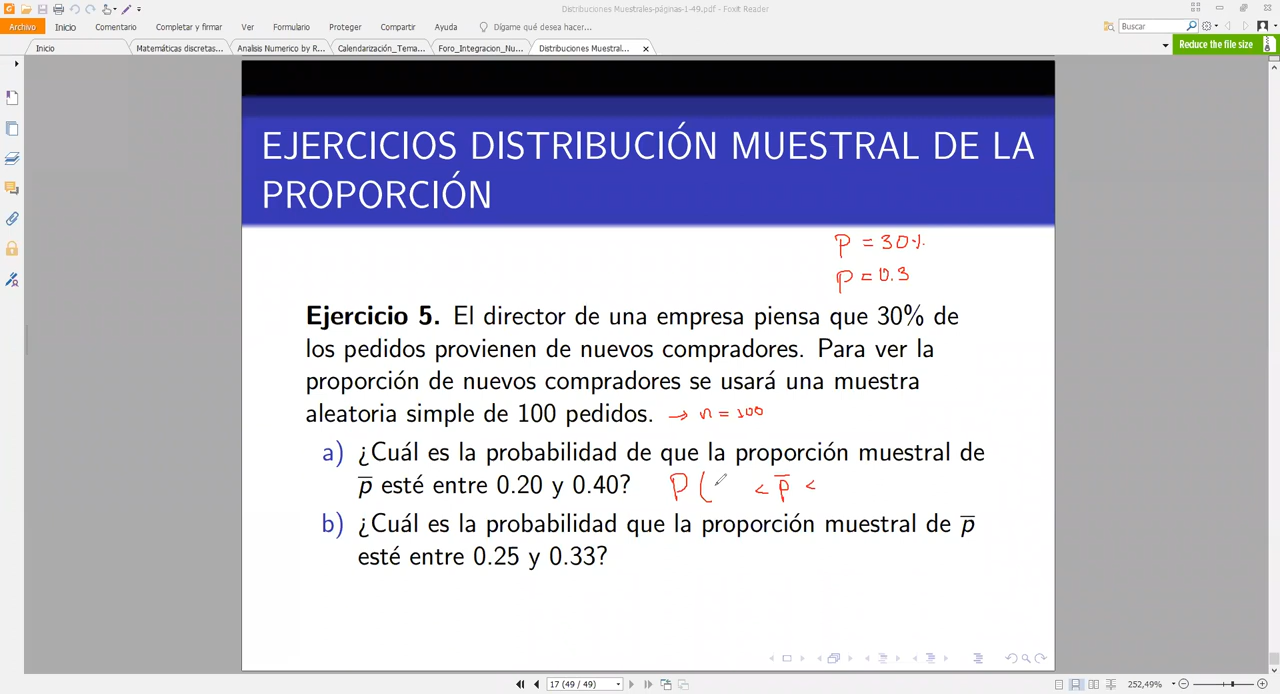 Distribuciones Muestrales-páginas-1-49.pdf - Foxit Reader
Archivo Inicio Comentario Completar y firmar Ver Formulario Proteger Compartir Ayuda Dígame qué desea hacer... Buscar
Inicio Matemáticas discretas... Analisis Numerico by R... Calendarización_Tema... Foro_Integracion_Nu... Distribuciones Muestral... Reduce the file size
EJERCICIOS DISTRIBUCIÓN MUESTRAL DE LA
PROPORCIÓN
p = 30%
p = 0.3
Ejercicio 5. El director de una empresa piensa que 30% de
los pedidos provienen de nuevos compradores. Para ver la
proporción de nuevos compradores se usará una muestra
aleatoria simple de 100 pedidos. → n = 100
a) ¿Cuál es la probabilidad de que la proporción muestral de
p̅ esté entre 0.20 y 0.40? P ( < p̅ <
b) ¿Cuál es la probabilidad que la proporción muestral de p̅
esté entre 0.25 y 0.33?
17 (49 / 49) 252,49%